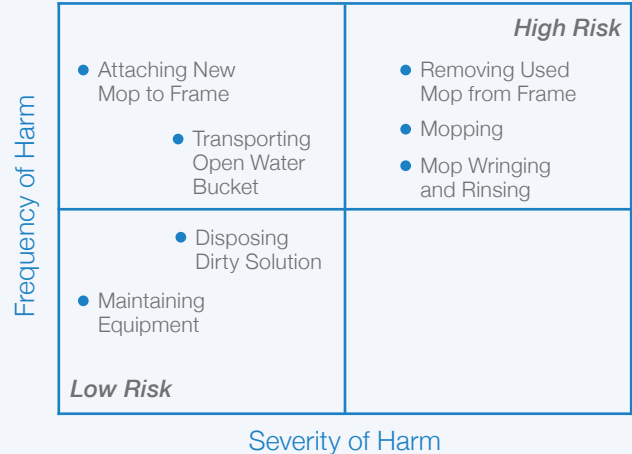 High Risk
Attaching New
Mop to Frame
Transporting
Open Water
Bucket
Removing Used
Mop from Frame
Mopping
Mop Wringing
and Rinsing
Disposing
Dirty Solution
Maintaining
Equipment
Low Risk
Frequency of Harm
Severity of Harm